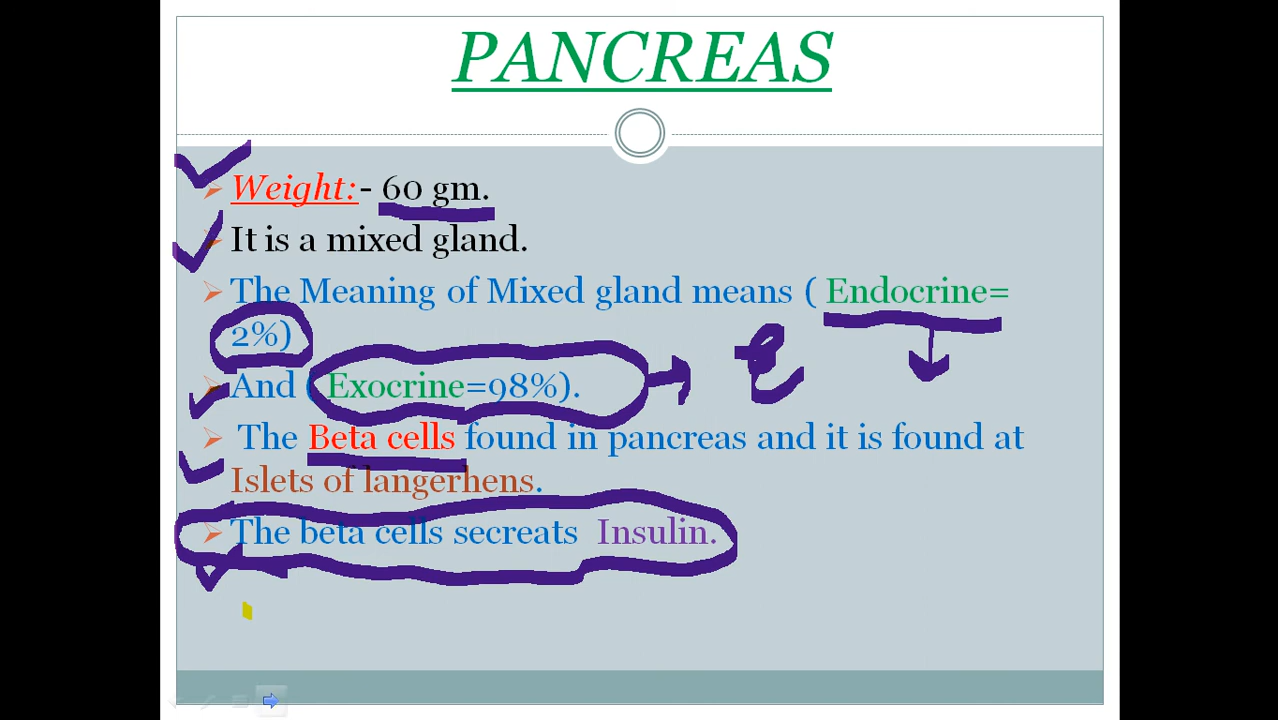 PANCREAS
Weight:- 60 gm.
It is a mixed gland.
The Meaning of Mixed gland means ( Endocrine=
2%)
And ( Exocrine=98%).
The Beta cells found in pancreas and it is found at
Islets of langerhens.
The beta cells secreats Insulin.